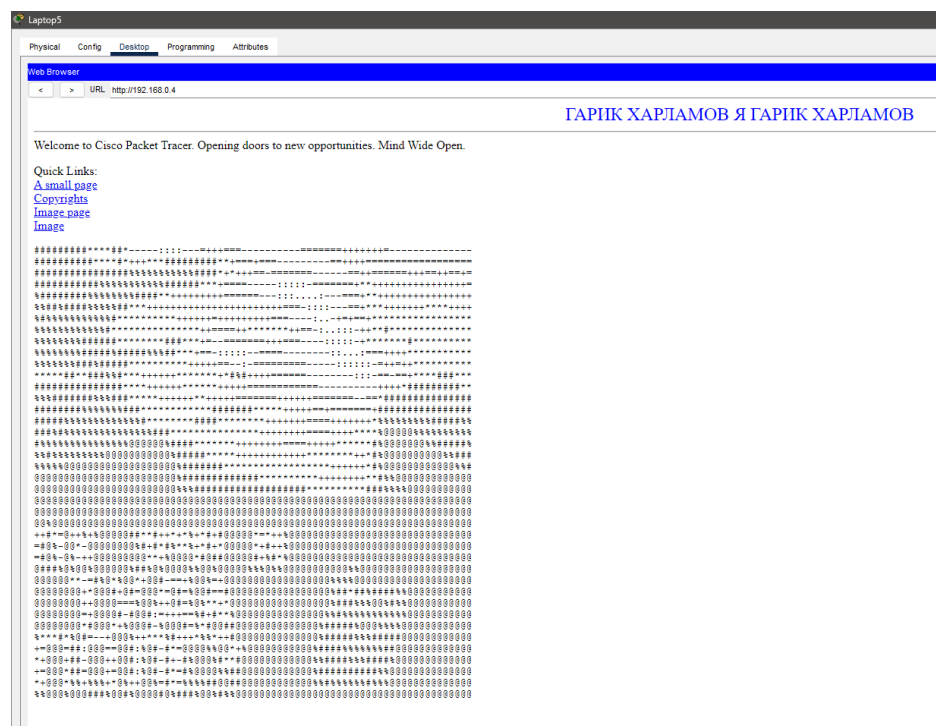 Laptop5
Physical Config Desktop Programming Attributes
Web Browser
< > URL http://192.168.0.4
ГАРИК ХАРЛАМОВ Я ГАРИК ХАРЛАМОВ
Welcome to Cisco Packet Tracer. Opening doors to new opportunities. Mind Wide Open.
Quick Links:
A small page
Copyrights
Image page
Image